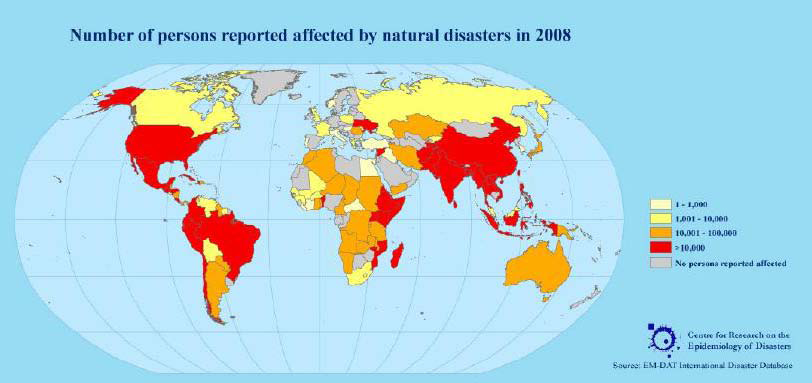 Number of persons reported affected by natural disasters in 2008
1 - 1,000
1,001 - 10,000
10,001 - 100,000
>10,000
No persons reported affected
Centre for Research on the
Epidemiology of Disasters
Source: EM-DAT International Disaster Database